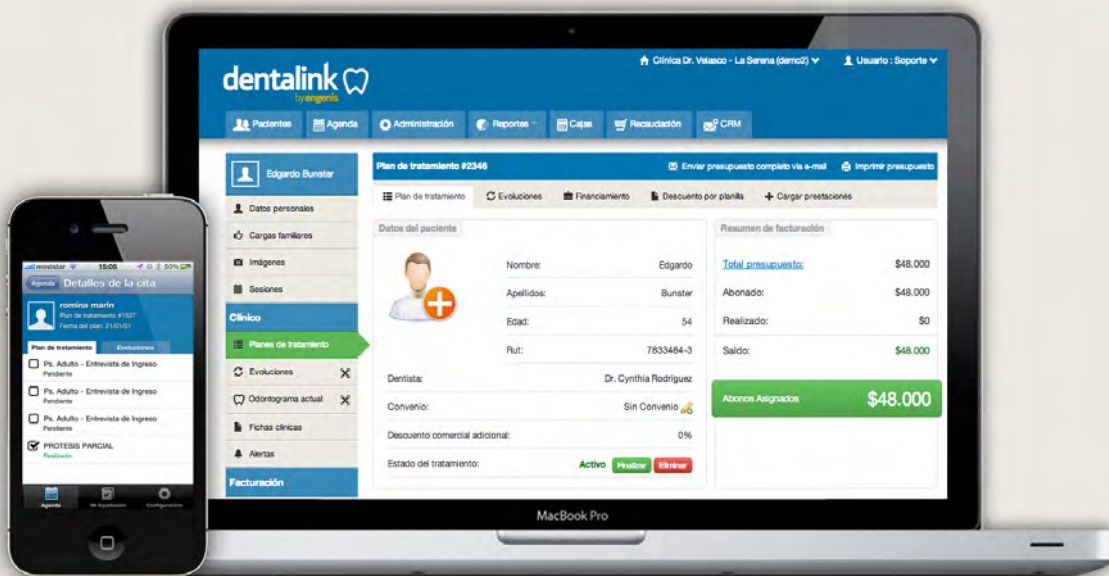 movistar 15:05 50%
Agenda Detalles de la cita
romina marin
Plan de tratamiento #1527
Fecha del plan: 21/01/01
Plan de tratamiento Evoluciones
Ps. Adulto - Entrevista de Ingreso
Pendiente
Ps. Adulto - Entrevista de Ingreso
Pendiente
Ps. Adulto - Entrevista de Ingreso
Pendiente
PROTESIS PARCIAL
Realizado
Agenda Mi liquidación Configuración
dentalink
by engenis
Clínica Dr. Velasco - La Serena (demo2) Usuario : Soporte
Pacientes Agenda Administración Reportes Cajas Recaudación CRM
Edgardo Bunster
Datos personales
Cargas familiares
Imágenes
Sesiones
Clínico
Planes de tratamiento
Evoluciones
Odontograma actual
Fichas clínicas
Alertas
Facturación
Plan de tratamiento #2346 Enviar presupuesto completo vía e-mail Imprimir presupuesto
Plan de tratamiento Evoluciones Financiamiento Descuento por planilla Cargar prestaciones
Datos del paciente
Nombre: Edgardo
Apellidos: Bunster
Edad: 54
Rut: 7633484-3
Dentista: Dr. Cynthia Rodríguez
Convenio: Sin Convenio
Descuento comercial adicional: 0%
Estado del tratamiento: Activo Finalizar Eliminar
Resumen de facturación
Total presupuesto: $48.000
Abonado: $48.000
Realizado: $0
Saldo: $48.000
Abonos Asignados $48.000
MacBook Pro